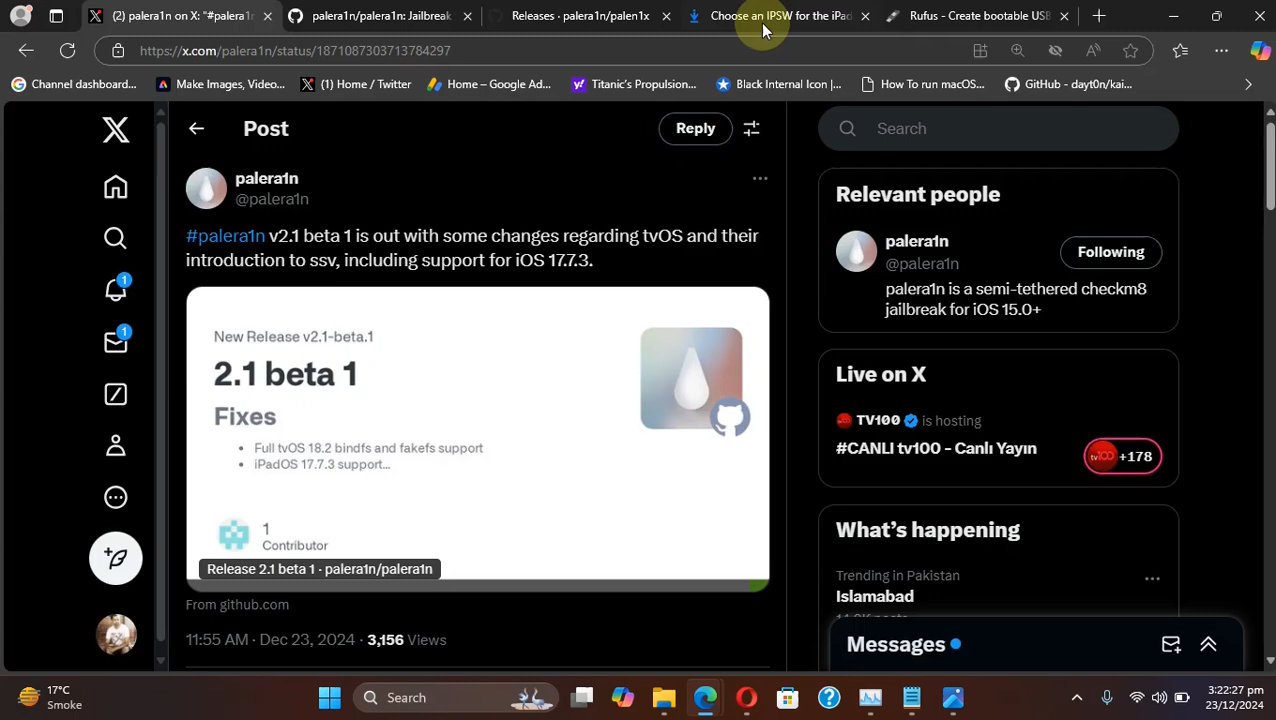 (2) palera1n on X: "#palera1n
palera1n/palera1n: Jailbreak
Releases · palera1n/palen1x
Choose an IPSW for the iPad
Rufus - Create bootable USB
https://x.com/palera1n/status/1871087303713784297
Channel dashboard...
Make Images, Video...
(1) Home / Twitter
Home – Google Ad...
Titanic's Propulsion...
Black Internal Icon |...
How To run macOS...
GitHub - dayt0n/kai...
Post
Reply
Search
palera1n
@palera1n
#palera1n v2.1 beta 1 is out with some changes regarding tvOS and their
introduction to ssv, including support for iOS 17.7.3.
New Release v2.1-beta.1
2.1 beta 1
Fixes
• Full tvOS 18.2 bindfs and fakefs support
• iPadOS 17.7.3 support...
1
Contributor
Release 2.1 beta 1 · palera1n/palera1n
From github.com
11:55 AM · Dec 23, 2024 · 3,156 Views
1
1
Relevant people
palera1n
@palera1n
Following
palera1n is a semi-tethered checkm8
jailbreak for iOS 15.0+
Live on X
TV100 is hosting
#CANLI tv100 - Canlı Yayın
tv100
+178
What's happening
Trending in Pakistan
Islamabad
Messages
17°C
Smoke
Search
3:22:27 pm
23/12/2024